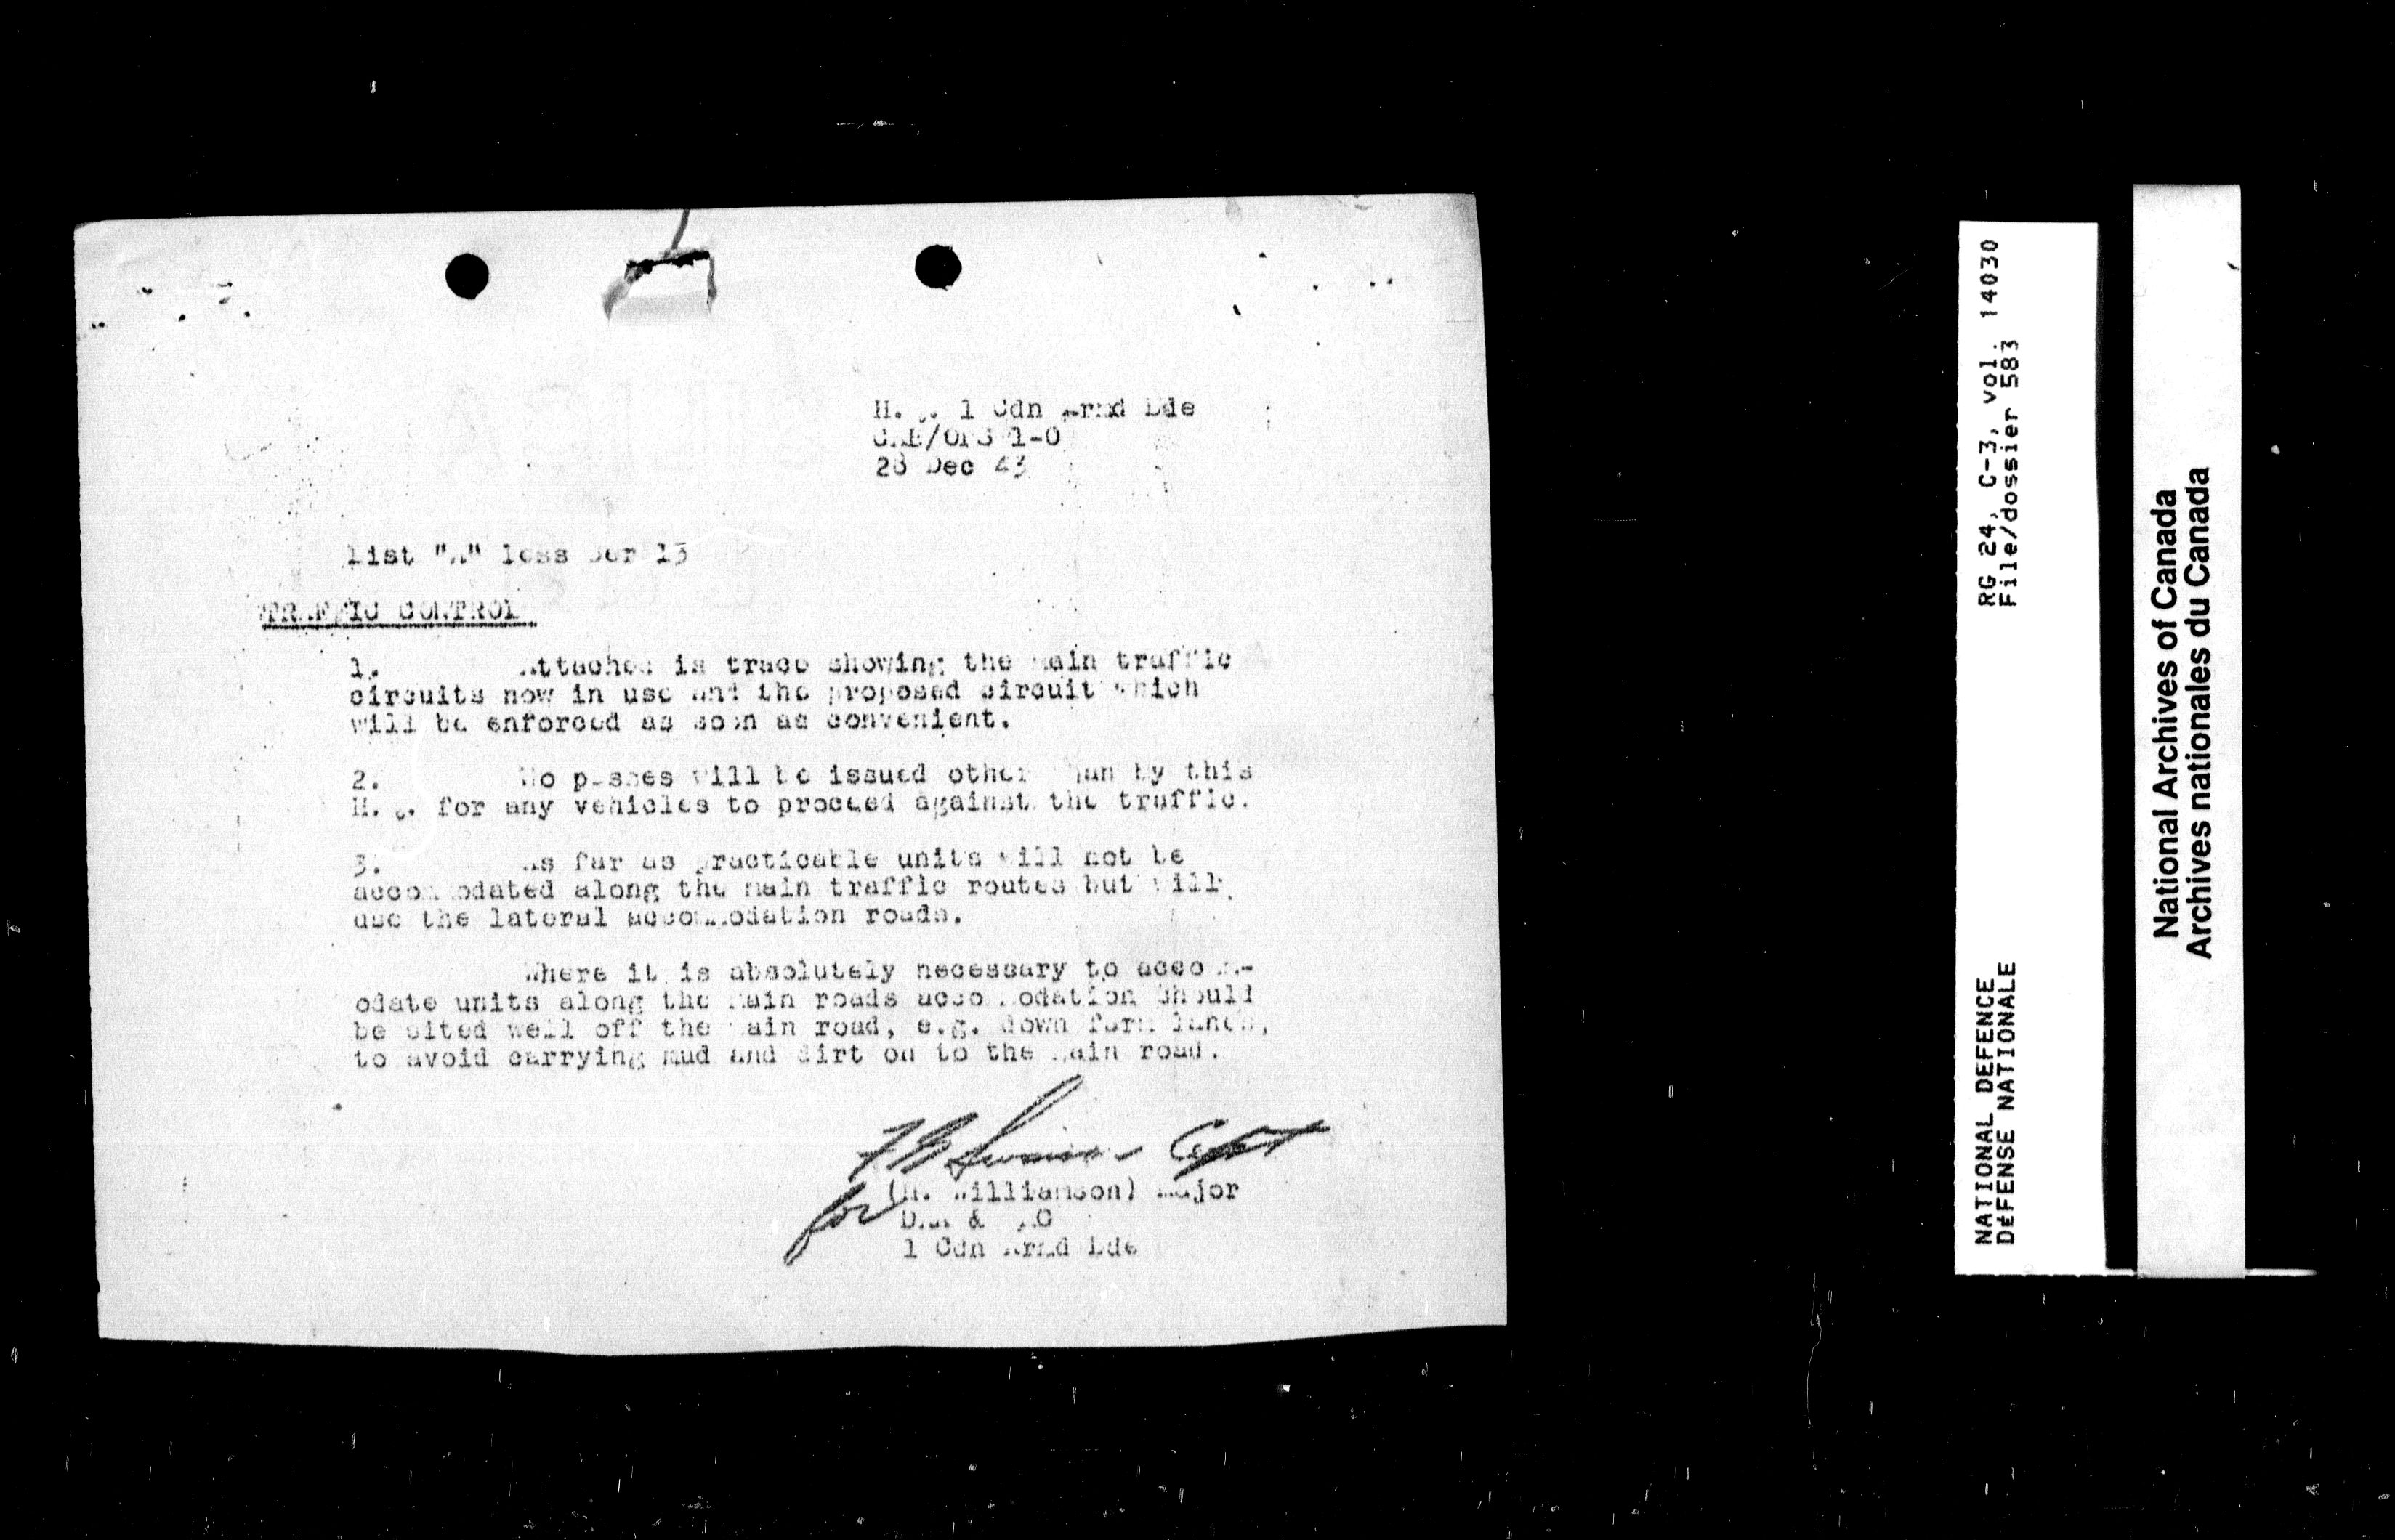 H.Q. 1 Cdn Armd Bde
CAB/OPS 1-0
28 Dec 43
List "A" less Ser 13
TRAFFIC CONTROL
1. Attached is trace showing the main traffic
circuits now in use and the proposed circuit which
will be enforced as soon as convenient.
2. No passes will be issued other than by this
H.Q. for any vehicles to proceed against the traffic.
3. As far as practicable units will not be
accommodated along the main traffic routes but will
use the lateral accommodation roads.
Where it is absolutely necessary to accomm-
odate units along the main roads accommodation should
be sited well off the main road, e.g. down farm lanes,
to avoid carrying mud and dirt on to the main road.
Capt
for Williamson) Major
DAA & QMG
1 Cdn Armd Bde
RG 24, C-3, vol. 14030
File/dossier 583
NATIONAL DEFENCE
DÉFENSE NATIONALE
National Archives of Canada
Archives nationales du Canada